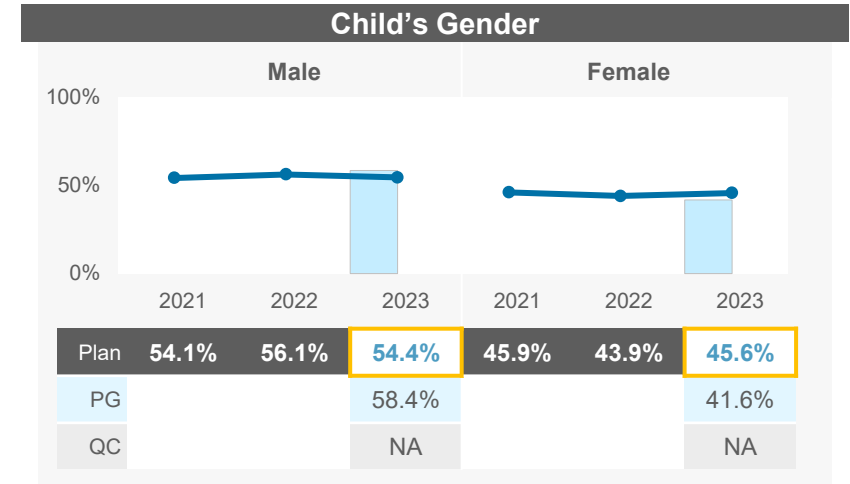 Child's Gender
Male Female
100%
50%
0%
2021 2022 2023 2021 2022 2023
Plan 54.1% 56.1% 54.4% 45.9% 43.9% 45.6%
PG 58.4% 41.6%
QC NA NA